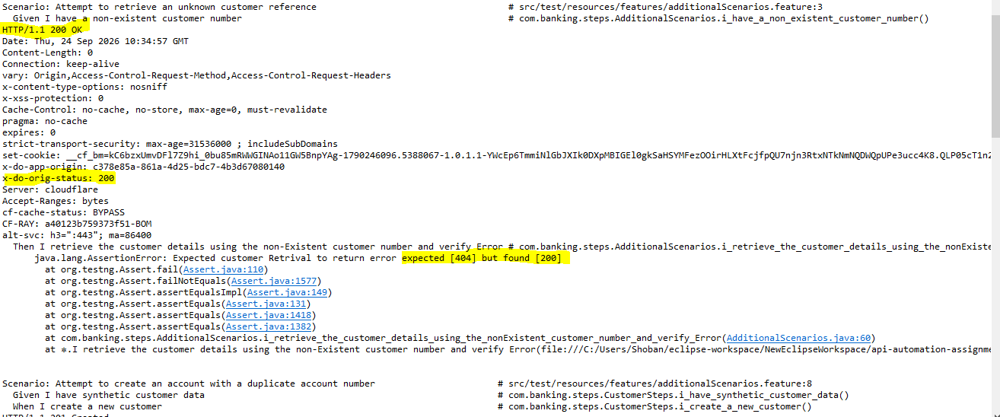 Scenario: Attempt to retrieve an unknown customer reference # src/test/resources/features/additionalScenarios.feature:3
Given I have a non-existent customer number # com.banking.steps.AdditionalScenarios.i_have_a_non_existent_customer_number()
HTTP/1.1 200 OK
Date: Thu, 24 Sep 2026 10:34:57 GMT
Content-Length: 0
Connection: keep-alive
vary: Origin,Access-Control-Request-Method,Access-Control-Request-Headers
x-content-type-options: nosniff
x-xss-protection: 0
Cache-Control: no-cache, no-store, max-age=0, must-revalidate
pragma: no-cache
expires: 0
strict-transport-security: max-age=31536000 ; includeSubDomains
set-cookie: __cf_bm=kC6bzxUmvDFl7Z9hi_0bu85mRWWGINAo11GW5BnpYAg-1790246096.5388067-1.0.1.1-YWcEp6TmmiNlGbJXIk0DXpMBIGEl0gkSaHSYMFezOOirHLXtFcjfpQU7njn3RtxNTkNmNQDWQpUPe3ucc4K8.QLP05cT1n2
x-do-app-origin: c378e85a-861a-4d25-bdc7-4b3d67080140
x-do-orig-status: 200
Server: cloudflare
Accept-Ranges: bytes
cf-cache-status: BYPASS
CF-RAY: a40123b759373f51-BOM
alt-svc: h3=":443"; ma=86400
Then I retrieve the customer details using the non-Existent customer number and verify Error # com.banking.steps.AdditionalScenarios.i_retrieve_the_customer_details_using_the_nonExiste
java.lang.AssertionError: Expected customer Retrival to return error expected [404] but found [200]
at org.testng.Assert.fail(Assert.java:110)
at org.testng.Assert.failNotEquals(Assert.java:1577)
at org.testng.Assert.assertEqualsImpl(Assert.java:149)
at org.testng.Assert.assertEquals(Assert.java:131)
at org.testng.Assert.assertEquals(Assert.java:1418)
at org.testng.Assert.assertEquals(Assert.java:1382)
at com.banking.steps.AdditionalScenarios.i_retrieve_the_customer_details_using_the_nonExistent_customer_number_and_verify_Error(AdditionalScenarios.java:60)
at ✽.I retrieve the customer details using the non-Existent customer number and verify Error(file:///C:/Users/Shoban/eclipse-workspace/NewEclipseWorkspace/api-automation-assignme
Scenario: Attempt to create an account with a duplicate account number # src/test/resources/features/additionalScenarios.feature:8
Given I have synthetic customer data # com.banking.steps.CustomerSteps.i_have_synthetic_customer_data()
When I create a new customer # com.banking.steps.CustomerSteps.i_create_a_new_customer()
HTTP/1.1 201 Created